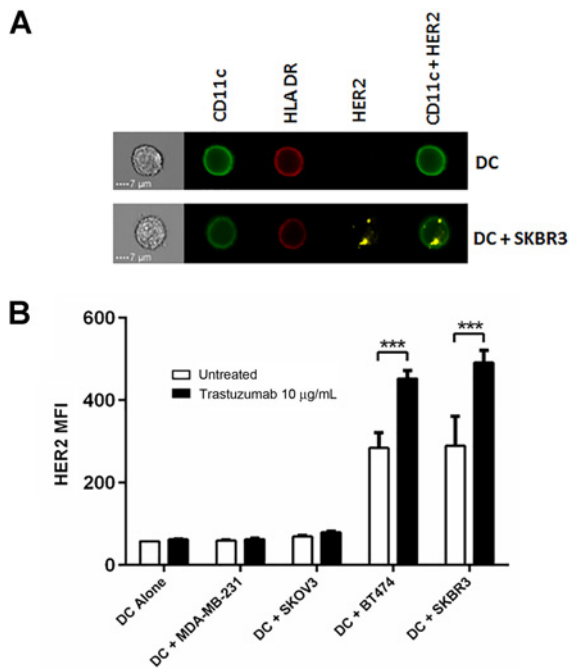 A
CD11c
HLA DR
HER2
CD11c + HER2
7 µm
DC
7 µm
DC + SKBR3
B
600
400
200
0
HER2 MFI
Untreated
Trastuzumab 10 µg/mL
***
***
DC Alone
DC + MDA-MB-231
DC + SKOV3
DC + BT474
DC + SKBR3